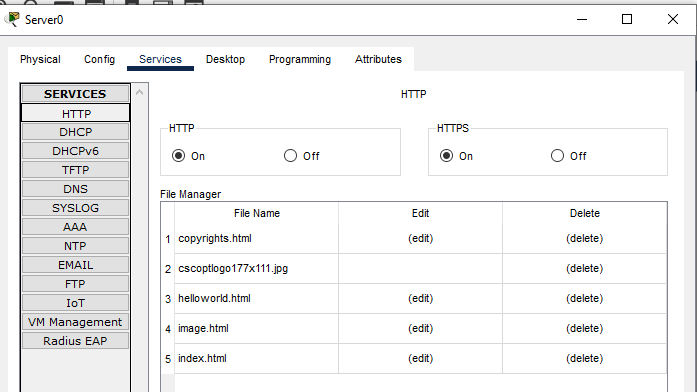 Server0
Physical Config Services Desktop Programming Attributes
SERVICES
HTTP
DHCP
DHCPv6
TFTP
DNS
SYSLOG
AAA
NTP
EMAIL
FTP
IoT
VM Management
Radius EAP
HTTP
HTTP
On Off
HTTPS
On Off
File Manager
File Name Edit Delete
1 copyrights.html (edit) (delete)
2 cscoptlogo177x111.jpg (delete)
3 helloworld.html (edit) (delete)
4 image.html (edit) (delete)
5 index.html (edit) (delete)